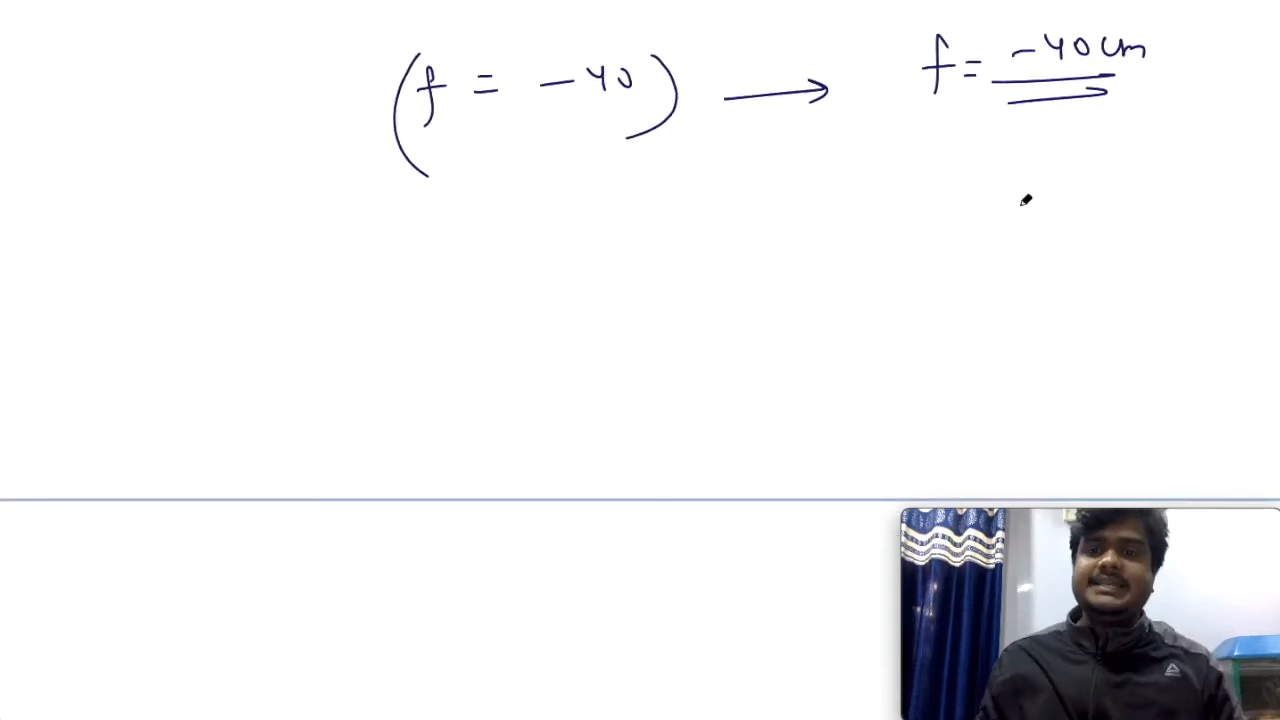 (f = -40) → f = -40 cm